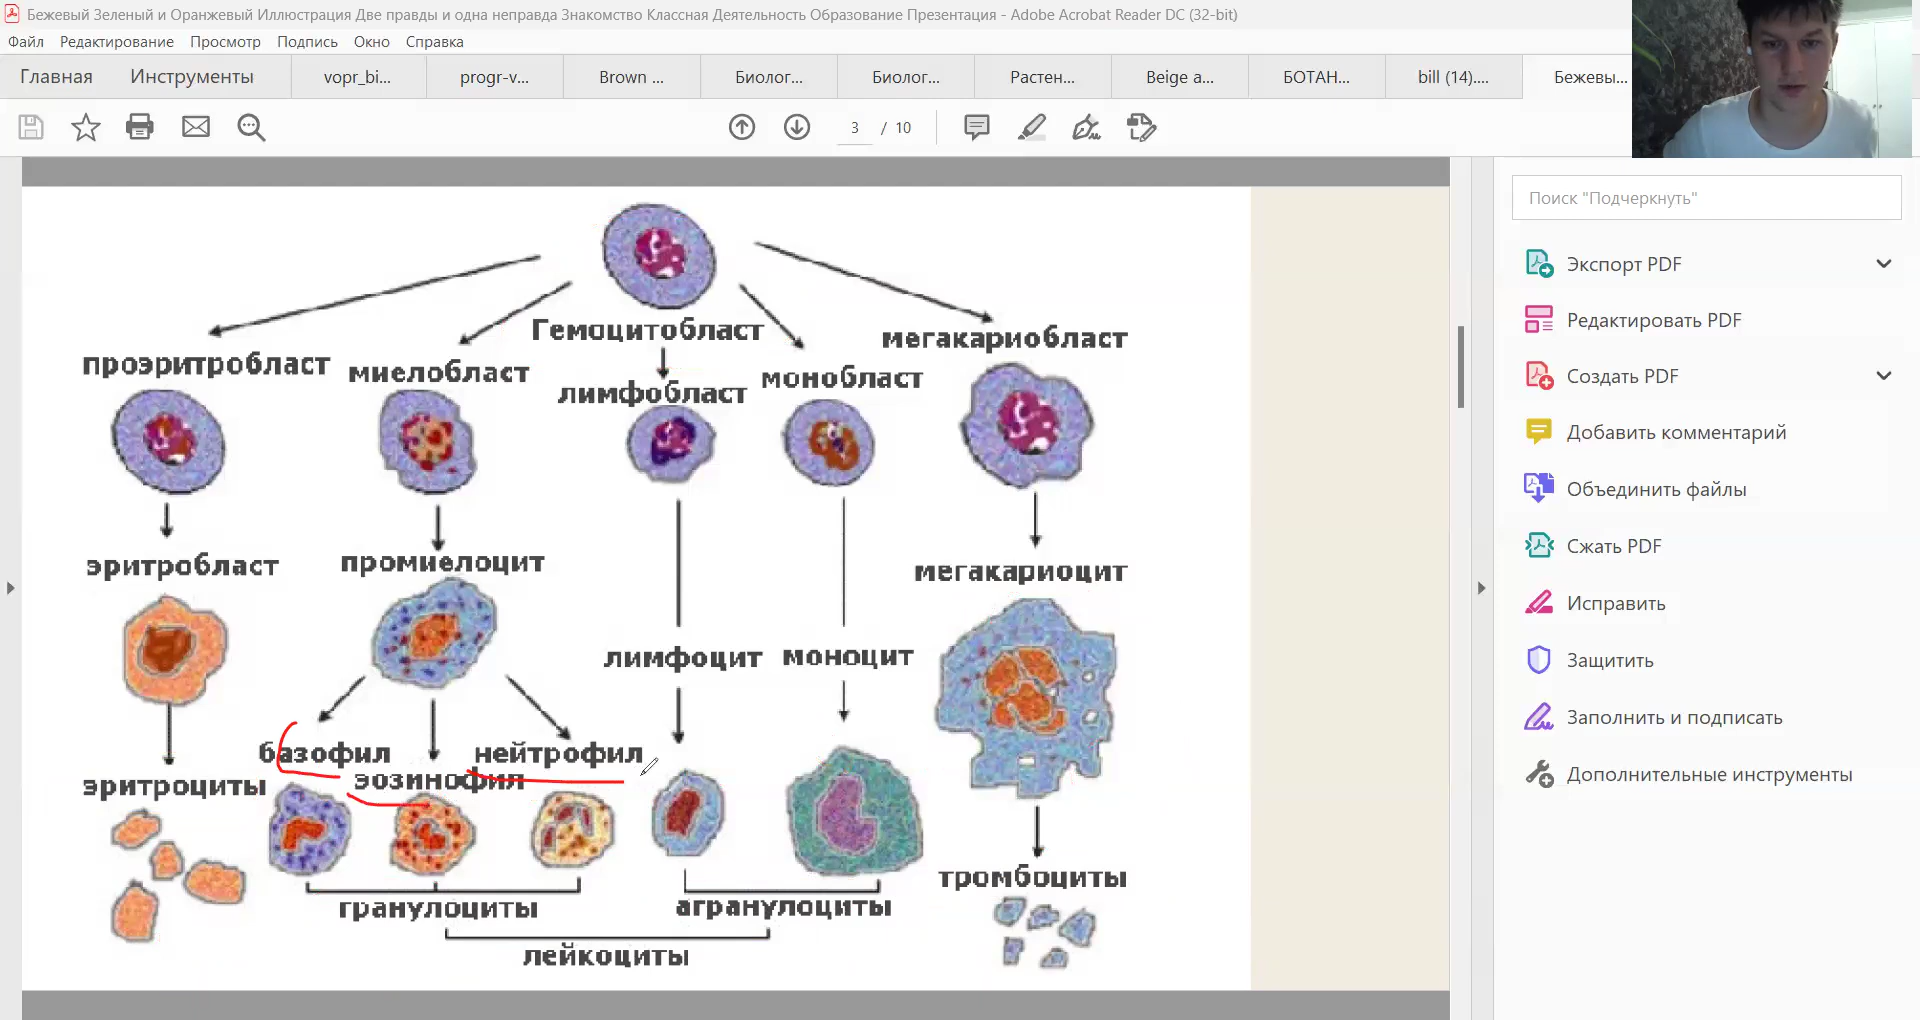 Бежевый Зеленый и Оранжевый Иллюстрация Две правды и одна неправда Знакомство Классная Деятельность Образование Презентация - Adobe Acrobat Reader DC (32-bit)
Файл Редактирование Просмотр Подпись Окно Справка
Главная Инструменты vopr_bi... progr-v... Brown ... Биолог... Биолог... Растен... Beige a... БОТАН... bill (14).... Бежевы...
3 / 10
Поиск "Подчеркнуть"
Экспорт PDF
Редактировать PDF
Создать PDF
Добавить комментарий
Объединить файлы
Сжать PDF
Исправить
Защитить
Заполнить и подписать
Дополнительные инструменты
Гемоцитобласт
проэритробласт миелобласт лимфобласт монобласт мегакариобласт
эритробласт промиелоцит мегакариоцит
лимфоцит моноцит
базофил нейтрофил
эозинофил
эритроциты
тромбоциты
гранулоциты агранулоциты
лейкоциты